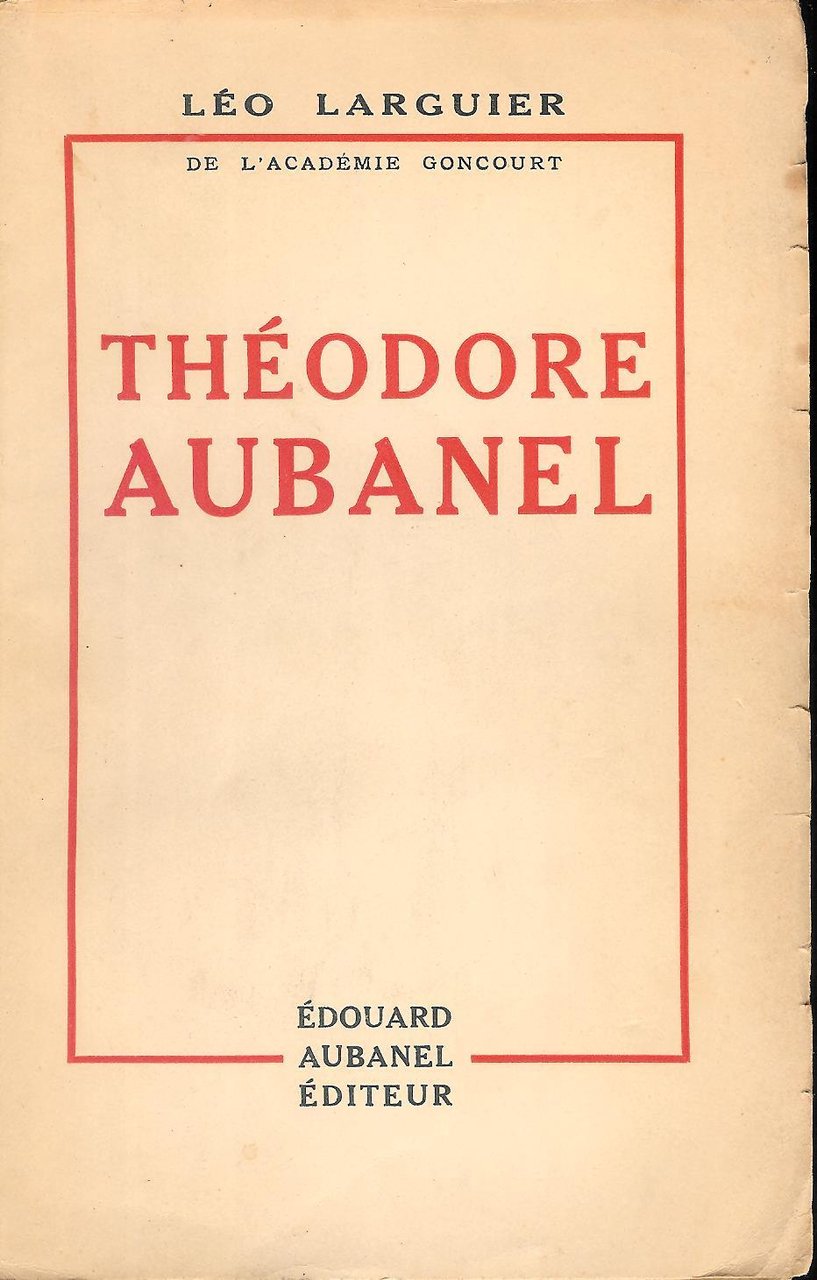 LÉO LARGUIER
DE L'ACADÉMIE GONCOURT
THÉODORE
AUBANEL
ÉDOUARD
AUBANEL
ÉDITEUR